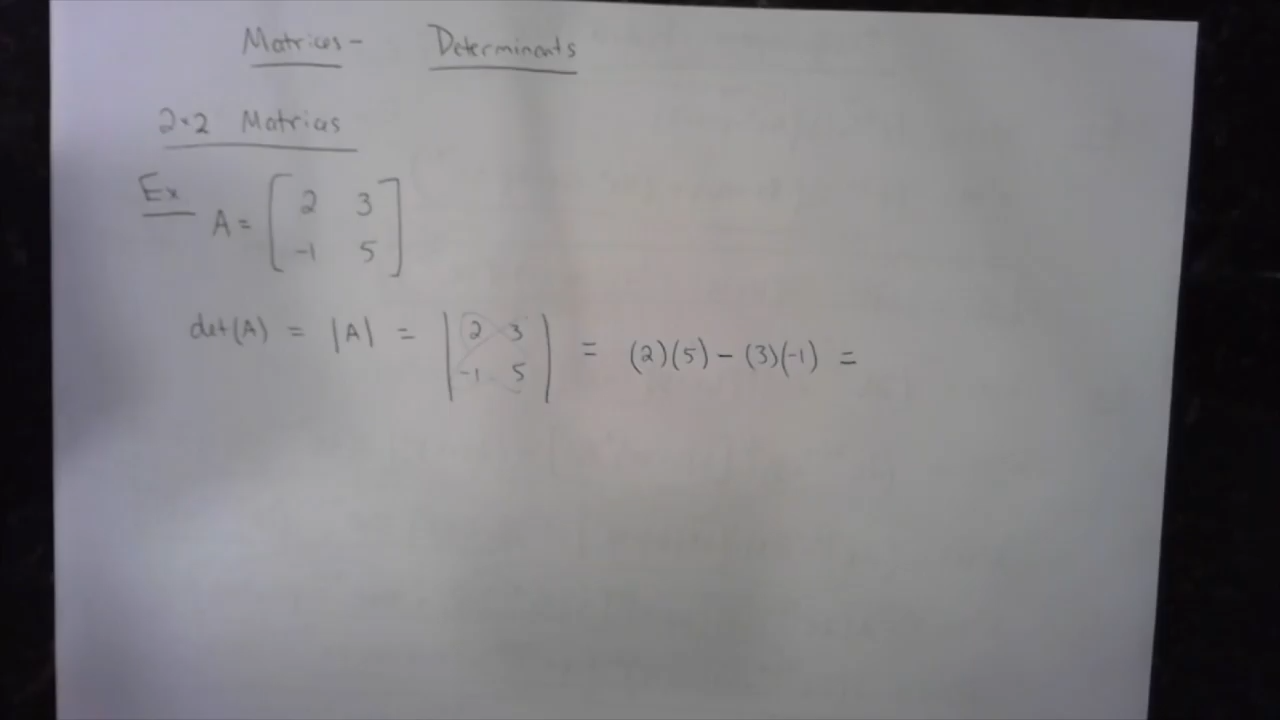 Matrices - Determinants
2×2 Matrices
Ex A = [ 2 3
-1 5 ]
det(A) = |A| = | 2 3 | = (2)(5) - (3)(-1) =
| -1 5 |